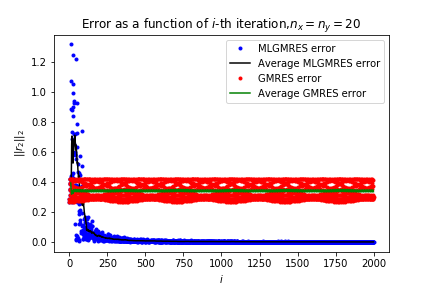 Error as a function of i-th iteration,n_x = n_y = 20
MLGMRES error
Average MLGMRES error
GMRES error
Average GMRES error
||r_2||_2
1.2
1.0
0.8
0.6
0.4
0.2
0.0
0 250 500 750 1000 1250 1500 1750 2000
i